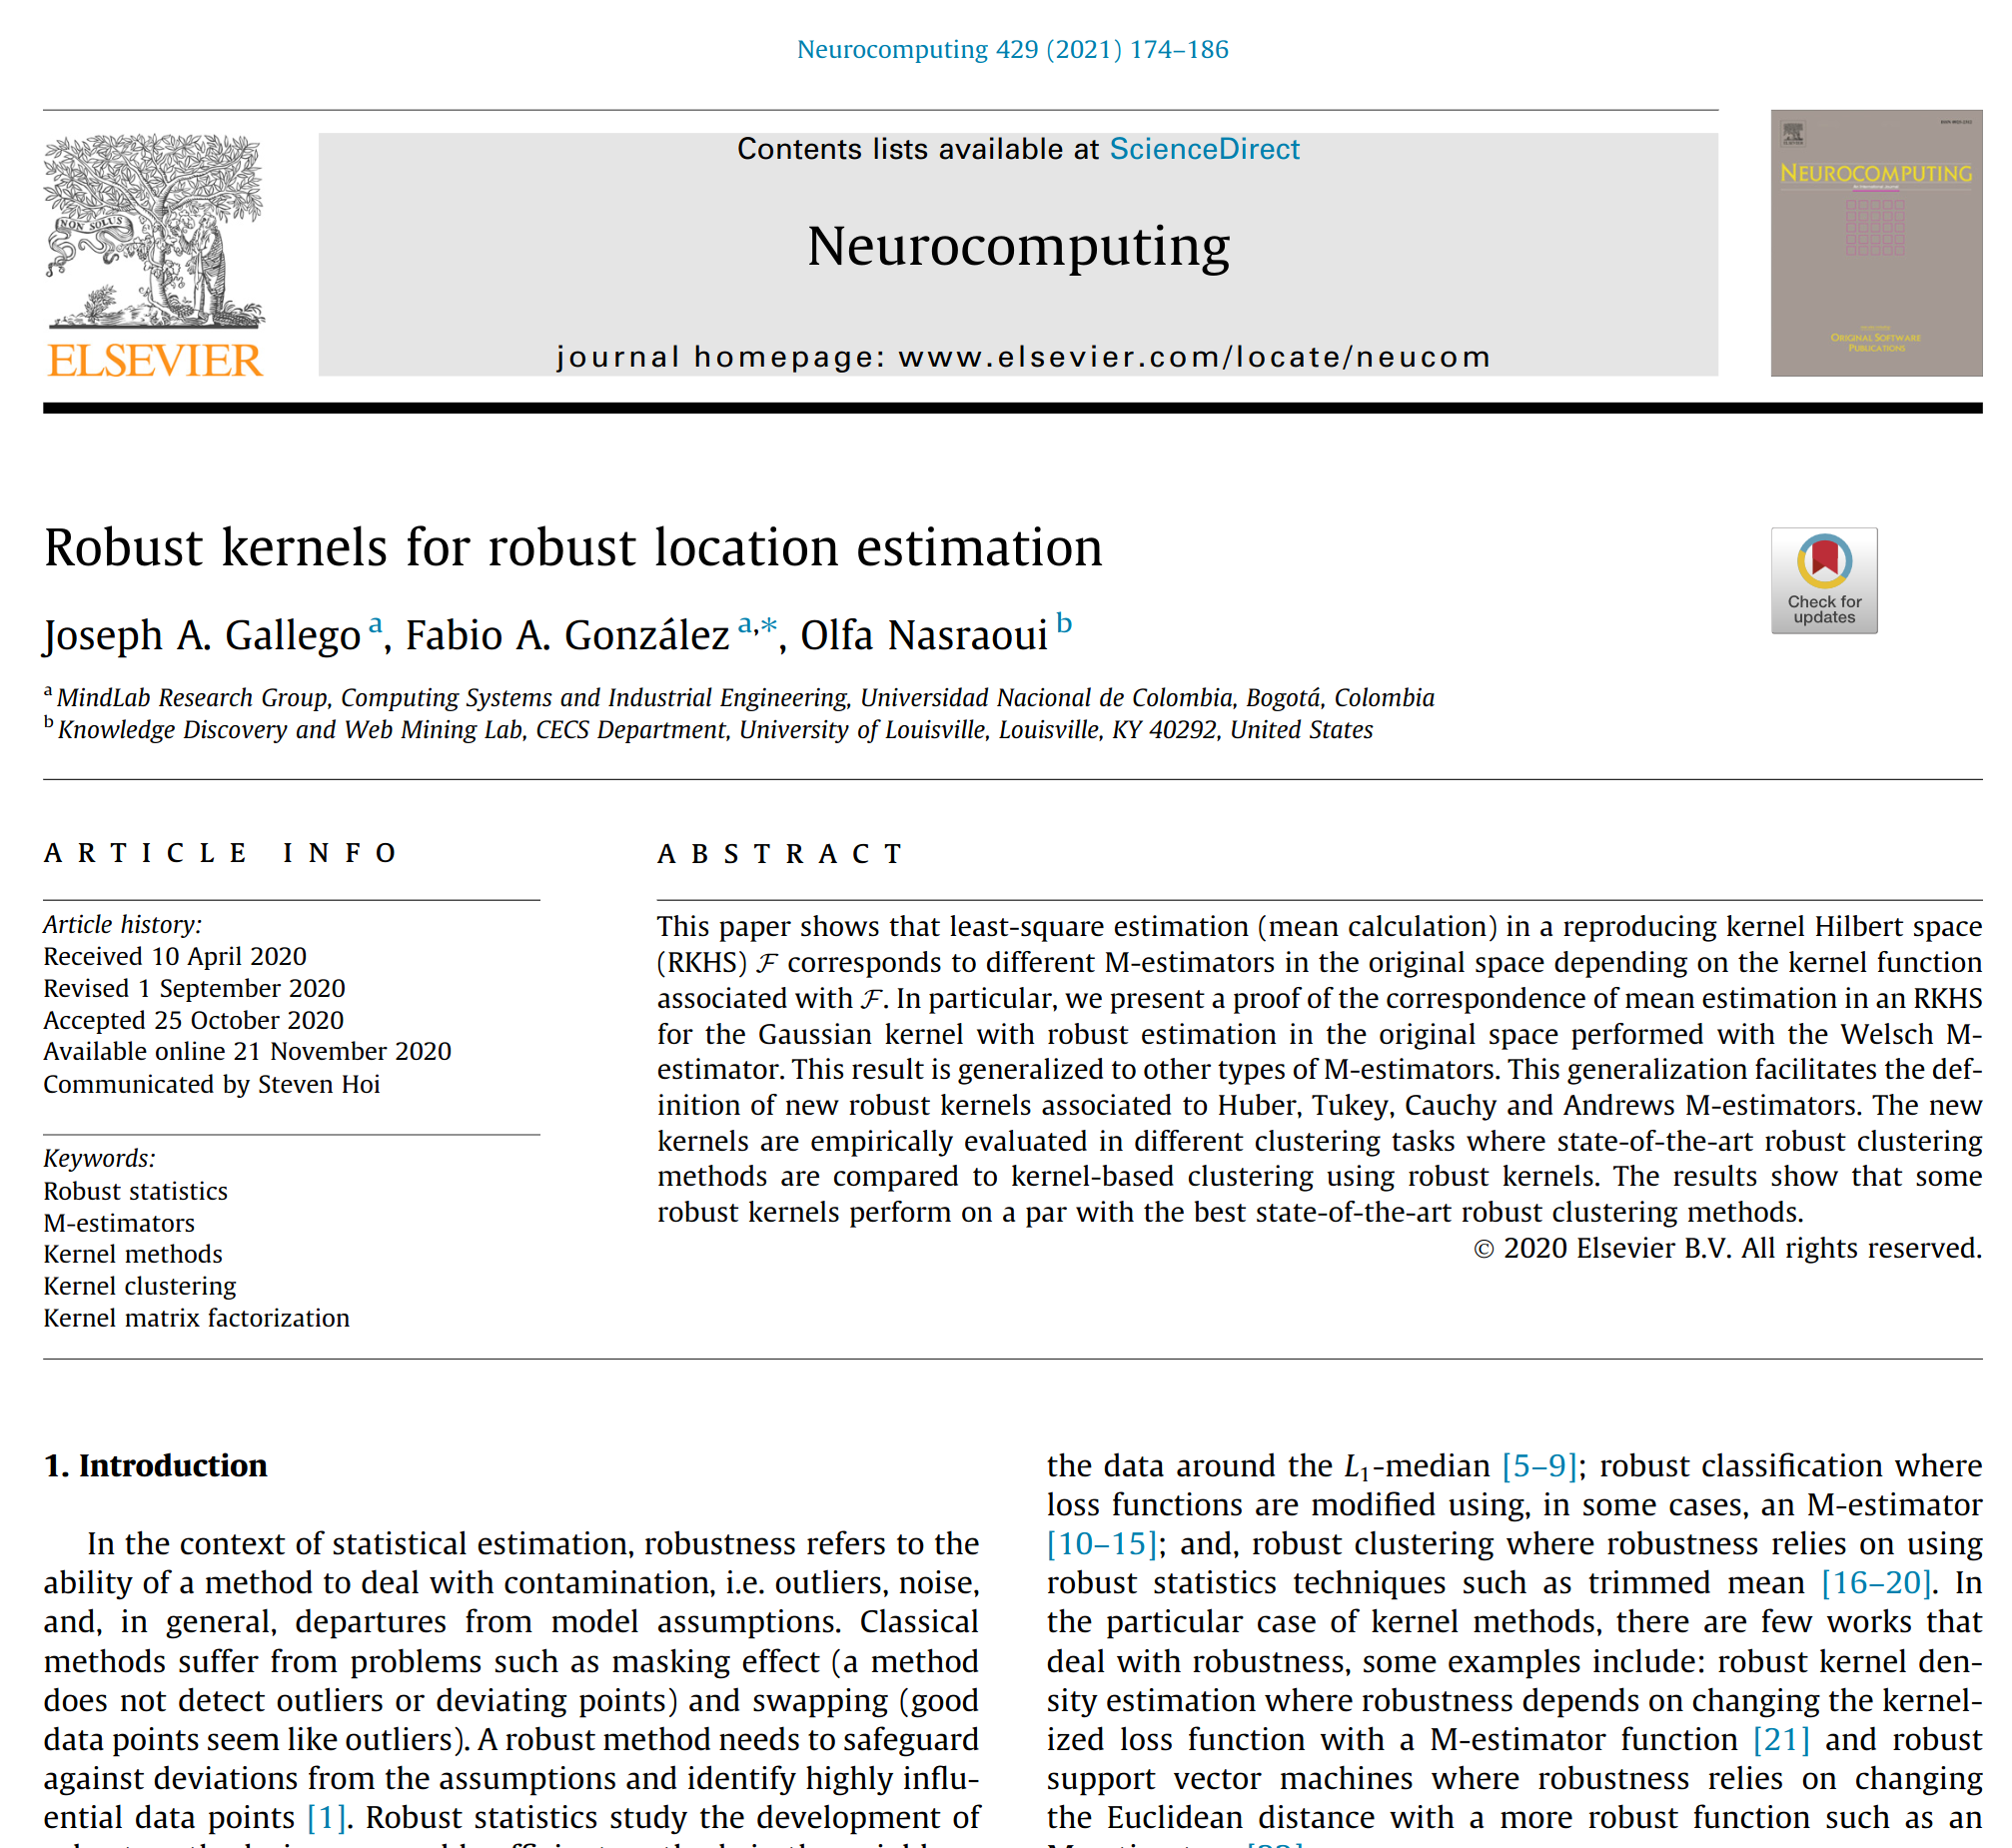 Neurocomputing 429 (2021) 174–186
Contents lists available at ScienceDirect
Neurocomputing
journal homepage: www.elsevier.com/locate/neucom
NON SOLUS
ELSEVIER
NEUROCOMPUTING
ORIGINAL SOFTWARE
PUBLICATIONS
Robust kernels for robust location estimation
Check for
updates
Joseph A. Gallego a, Fabio A. González a,*, Olfa Nasraoui b
a MindLab Research Group, Computing Systems and Industrial Engineering, Universidad Nacional de Colombia, Bogotá, Colombia
b Knowledge Discovery and Web Mining Lab, CECS Department, University of Louisville, Louisville, KY 40292, United States
ARTICLE INFO
Article history:
Received 10 April 2020
Revised 1 September 2020
Accepted 25 October 2020
Available online 21 November 2020
Communicated by Steven Hoi
Keywords:
Robust statistics
M-estimators
Kernel methods
Kernel clustering
Kernel matrix factorization
ABSTRACT
This paper shows that least-square estimation (mean calculation) in a reproducing kernel Hilbert space
(RKHS) ℱ corresponds to different M-estimators in the original space depending on the kernel function
associated with ℱ. In particular, we present a proof of the correspondence of mean estimation in an RKHS
for the Gaussian kernel with robust estimation in the original space performed with the Welsch M-
estimator. This result is generalized to other types of M-estimators. This generalization facilitates the def-
inition of new robust kernels associated to Huber, Tukey, Cauchy and Andrews M-estimators. The new
kernels are empirically evaluated in different clustering tasks where state-of-the-art robust clustering
methods are compared to kernel-based clustering using robust kernels. The results show that some
robust kernels perform on a par with the best state-of-the-art robust clustering methods.
© 2020 Elsevier B.V. All rights reserved.
1. Introduction
In the context of statistical estimation, robustness refers to the
ability of a method to deal with contamination, i.e. outliers, noise,
and, in general, departures from model assumptions. Classical
methods suffer from problems such as masking effect (a method
does not detect outliers or deviating points) and swapping (good
data points seem like outliers). A robust method needs to safeguard
against deviations from the assumptions and identify highly influ-
ential data points [1]. Robust statistics study the development of
the data around the L1-median [5–9]; robust classification where
loss functions are modified using, in some cases, an M-estimator
[10–15]; and, robust clustering where robustness relies on using
robust statistics techniques such as trimmed mean [16–20]. In
the particular case of kernel methods, there are few works that
deal with robustness, some examples include: robust kernel den-
sity estimation where robustness depends on changing the kernel-
ized loss function with a M-estimator function [21] and robust
support vector machines where robustness relies on changing
the Euclidean distance with a more robust function such as an